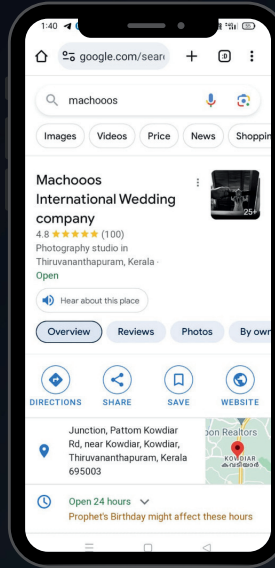 1:40
google.com/sear
:D
machooos
Images Videos Price News Shoppin
Machooos
International Wedding
company
4.8 ★★★★★ (100)
Photography studio in
Thiruvananthapuram, Kerala ·
Open
25+
Hear about this place
Overview Reviews Photos By own
DIRECTIONS SHARE SAVE WEBSITE
Junction, Pattom Kowdiar
Rd, near Kowdiar, Kowdiar,
Thiruvananthapuram, Kerala
695003
on Realtors
KOWDIAR
കവടിയാർ
Open 24 hours
Prophet's Birthday might affect these hours